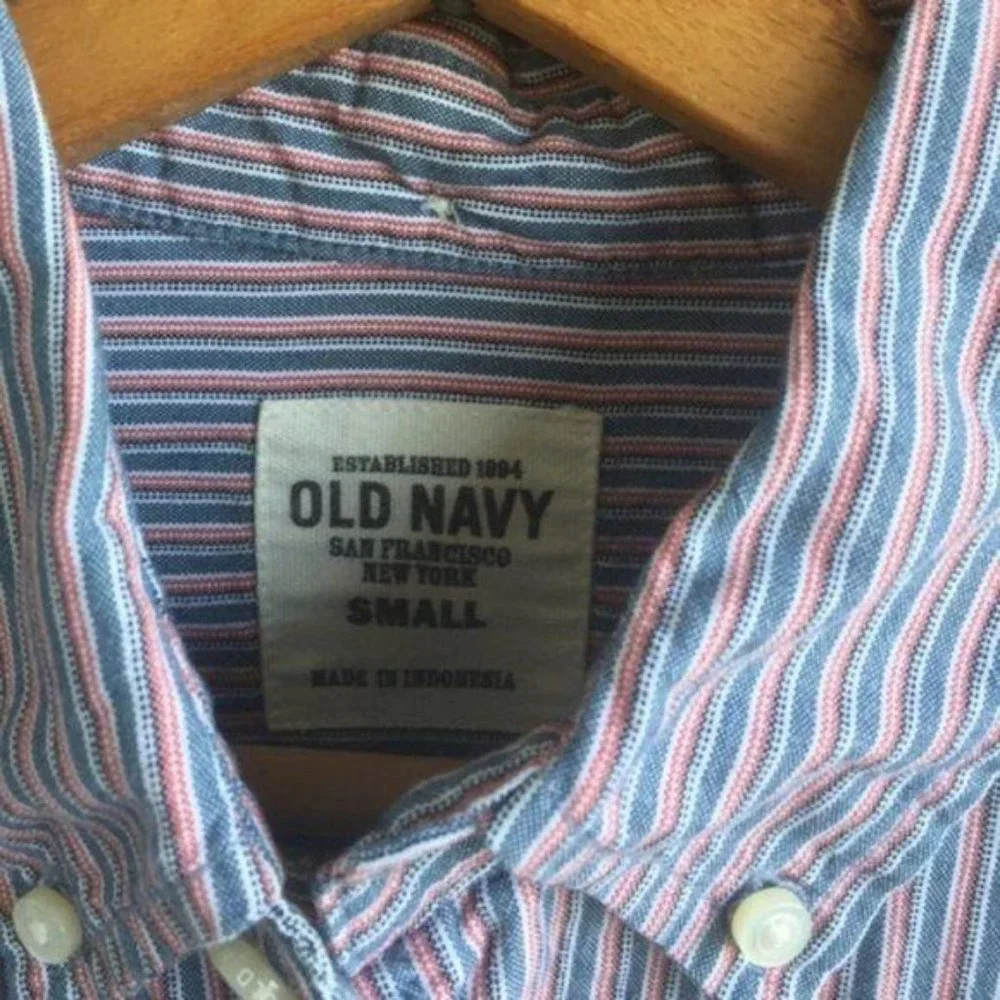 ESTABLISHED 1994
OLD NAVY
SAN FRANCISCO
NEW YORK
SMALL
MADE IN INDONESIA